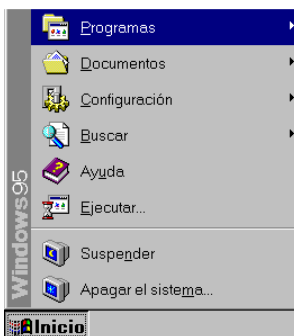 Programas
Documentos
Configuración
Buscar
Ayuda
Ejecutar...
Suspender
Apagar el sistema...
Windows95
Inicio